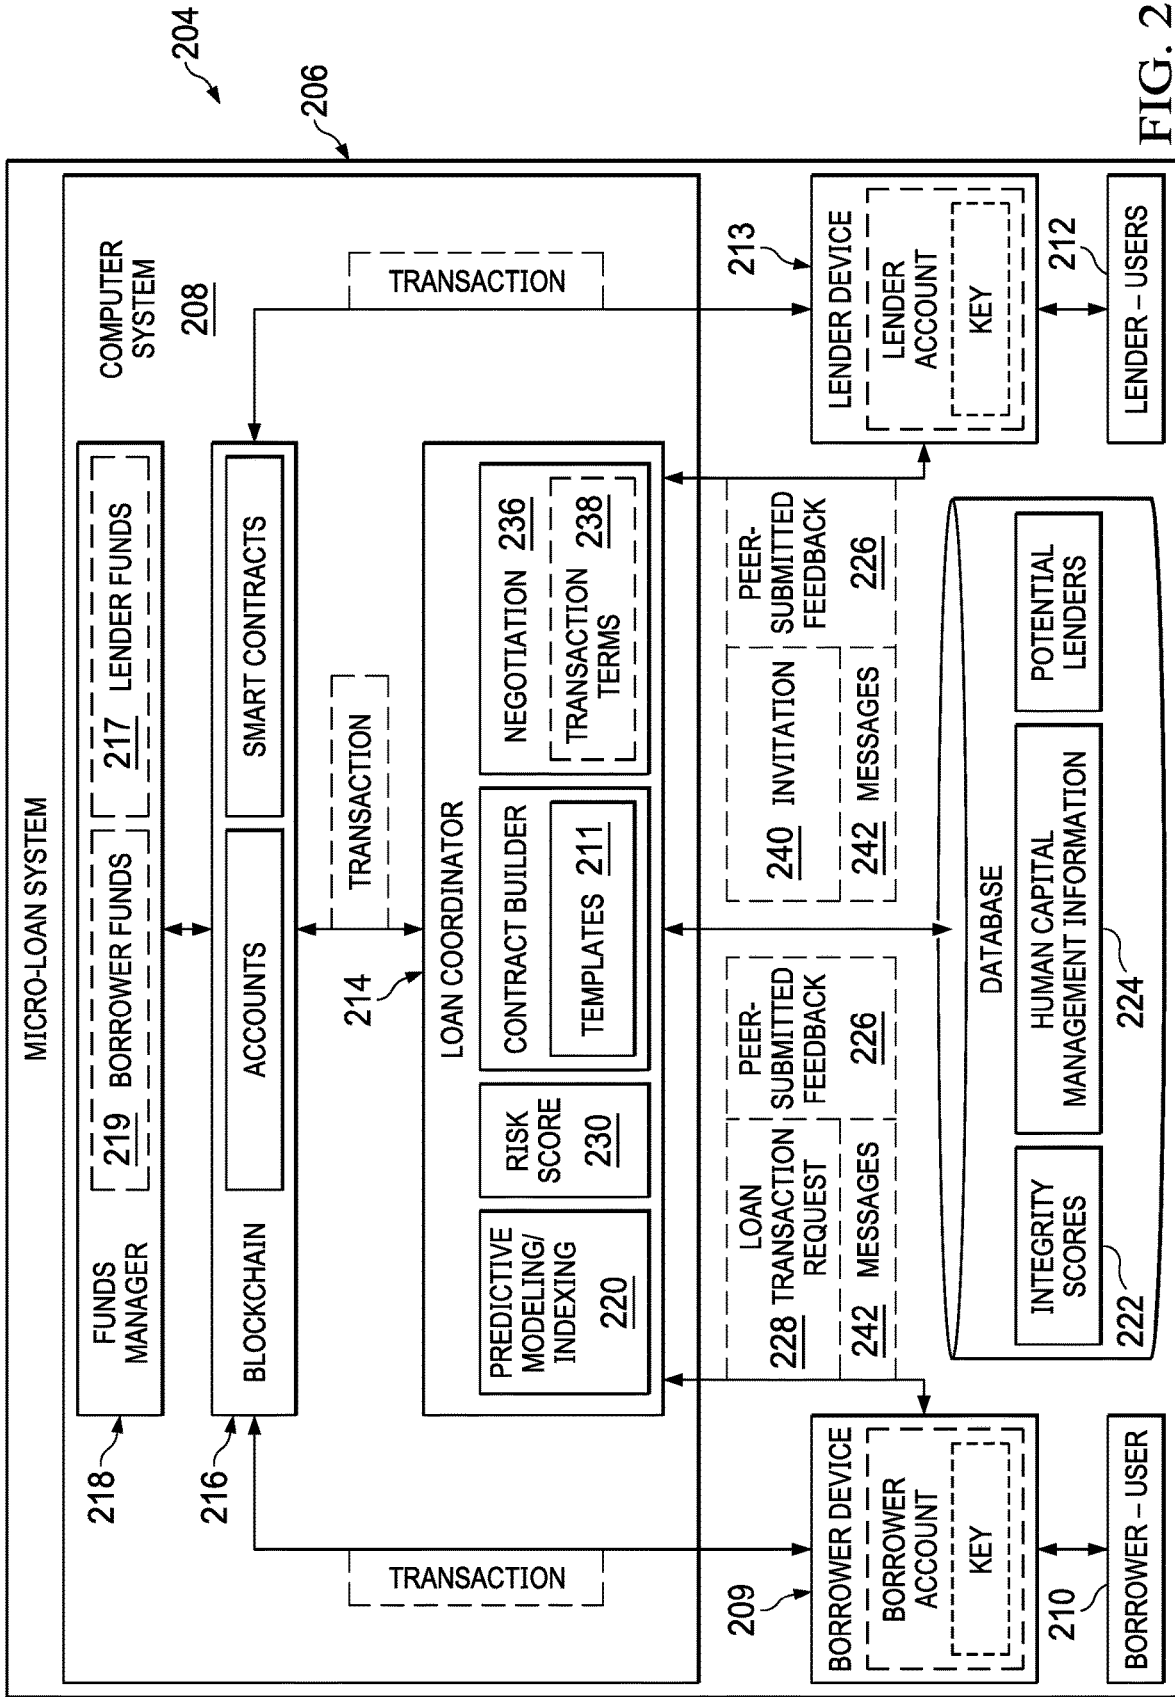 204
206
MICRO-LOAN SYSTEM
COMPUTER
SYSTEM
208
218
FUNDS
MANAGER
219 BORROWER FUNDS
217 LENDER FUNDS
216
BLOCKCHAIN
ACCOUNTS
SMART CONTRACTS
TRANSACTION
TRANSACTION
TRANSACTION
214
LOAN COORDINATOR
PREDICTIVE
MODELING/
INDEXING
220
RISK
SCORE
230
CONTRACT BUILDER
TEMPLATES 211
NEGOTIATION 236
TRANSACTION
TERMS
238
LOAN
228 TRANSACTION
REQUEST
242 MESSAGES
PEER-
SUBMITTED
FEEDBACK
226
240 INVITATION
242 MESSAGES
PEER-
SUBMITTED
FEEDBACK
226
209
BORROWER DEVICE
BORROWER
ACCOUNT
KEY
210
BORROWER – USER
DATABASE
INTEGRITY
SCORES
222
HUMAN CAPITAL
MANAGEMENT INFORMATION
224
POTENTIAL
LENDERS
213
LENDER DEVICE
LENDER
ACCOUNT
KEY
212
LENDER – USERS
FIG. 2